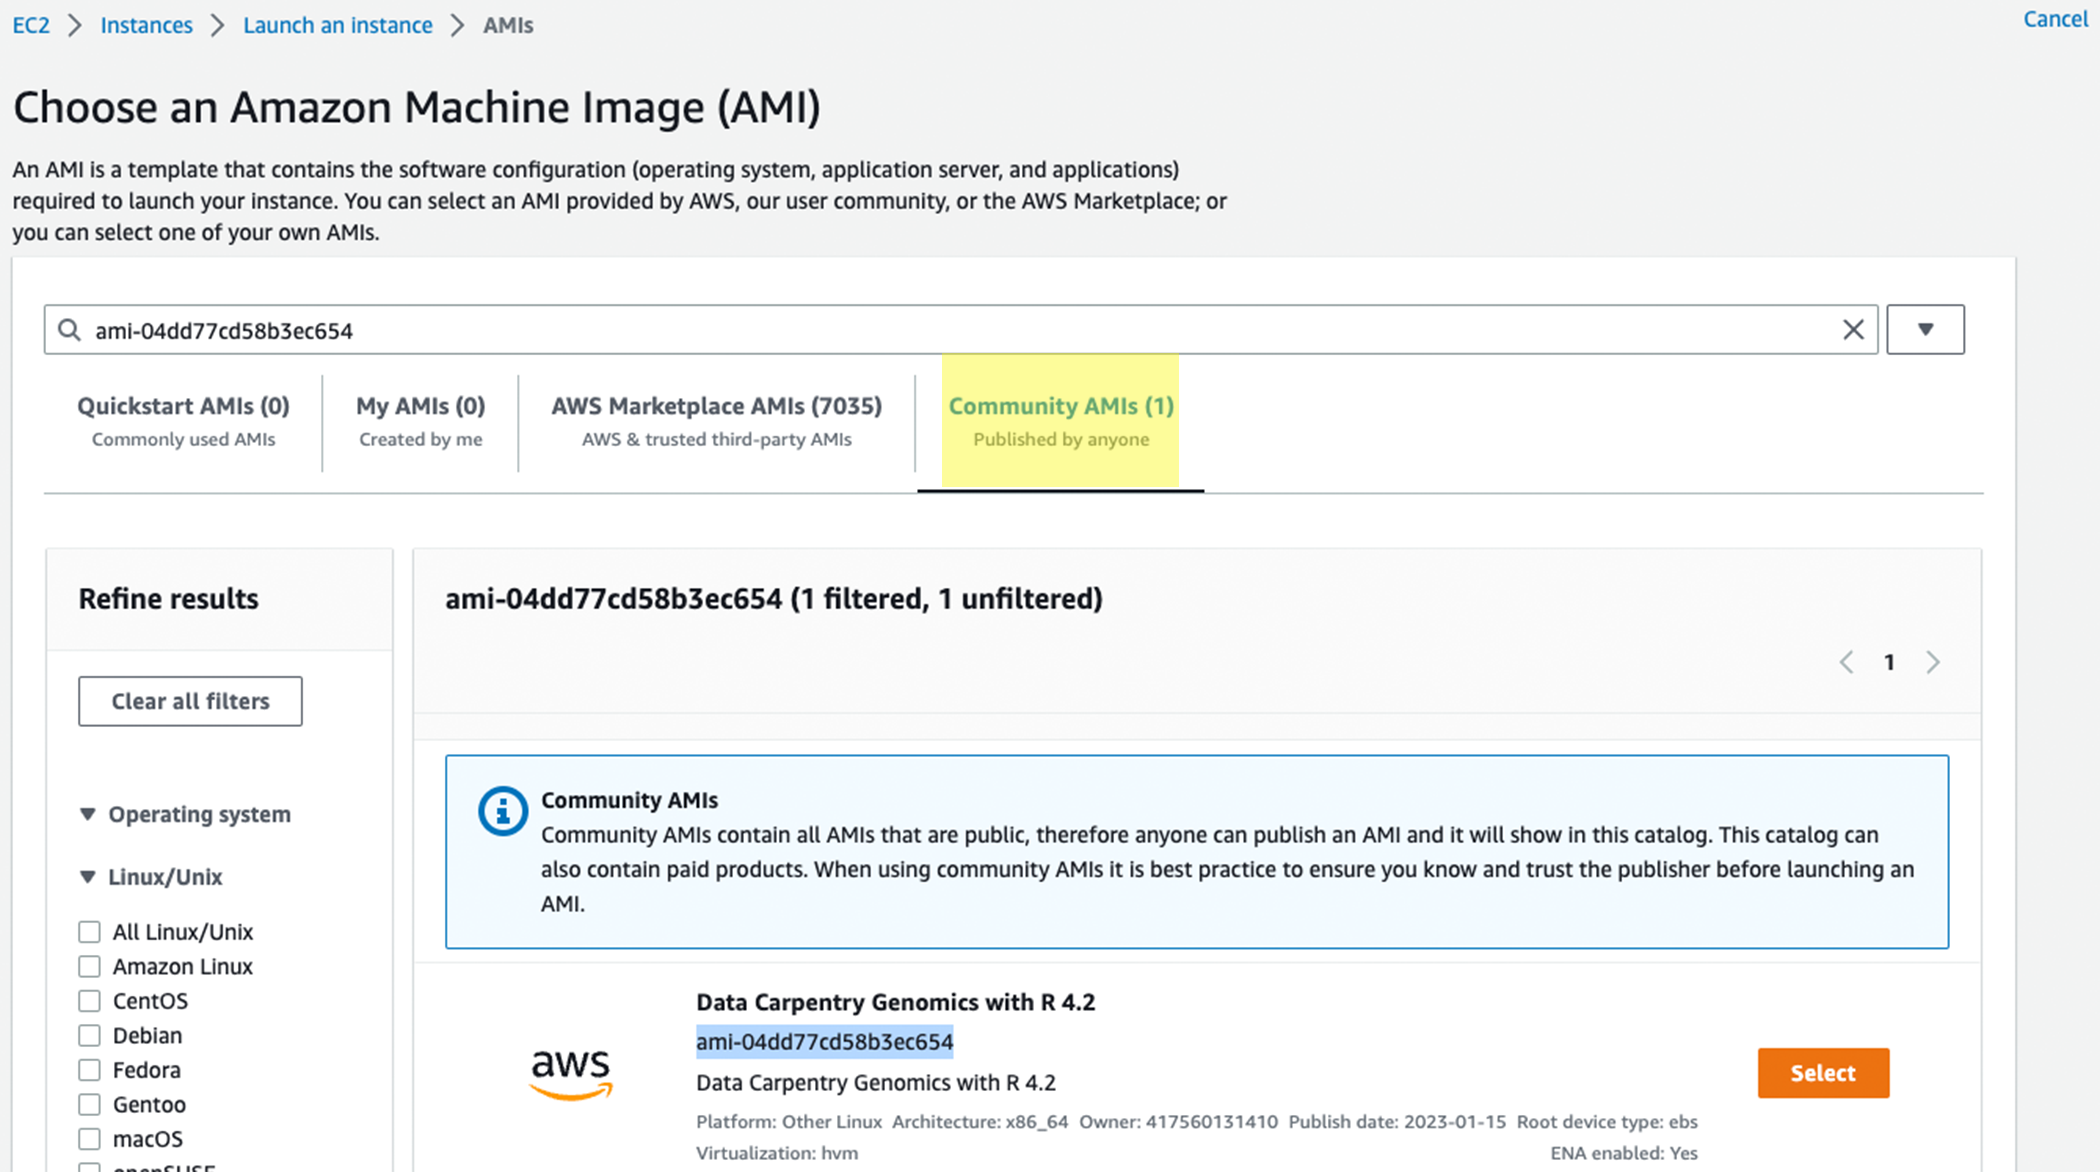 EC2 > Instances > Launch an instance > AMIs
Cancel
Choose an Amazon Machine Image (AMI)
An AMI is a template that contains the software configuration (operating system, application server, and applications)
required to launch your instance. You can select an AMI provided by AWS, our user community, or the AWS Marketplace; or
you can select one of your own AMIs.
ami-04dd77cd58b3ec654
Quickstart AMIs (0)
Commonly used AMIs
My AMIs (0)
Created by me
AWS Marketplace AMIs (7035)
AWS & trusted third-party AMIs
Community AMIs (1)
Published by anyone
Refine results
Clear all filters
Operating system
Linux/Unix
All Linux/Unix
Amazon Linux
CentOS
Debian
Fedora
Gentoo
macOS
openSUSE
ami-04dd77cd58b3ec654 (1 filtered, 1 unfiltered)
1
Community AMIs
Community AMIs contain all AMIs that are public, therefore anyone can publish an AMI and it will show in this catalog. This catalog can
also contain paid products. When using community AMIs it is best practice to ensure you know and trust the publisher before launching an
AMI.
aws
Data Carpentry Genomics with R 4.2
ami-04dd77cd58b3ec654
Data Carpentry Genomics with R 4.2
Platform: Other Linux Architecture: x86_64 Owner: 417560131410 Publish date: 2023-01-15 Root device type: ebs
Virtualization: hvm ENA enabled: Yes
Select